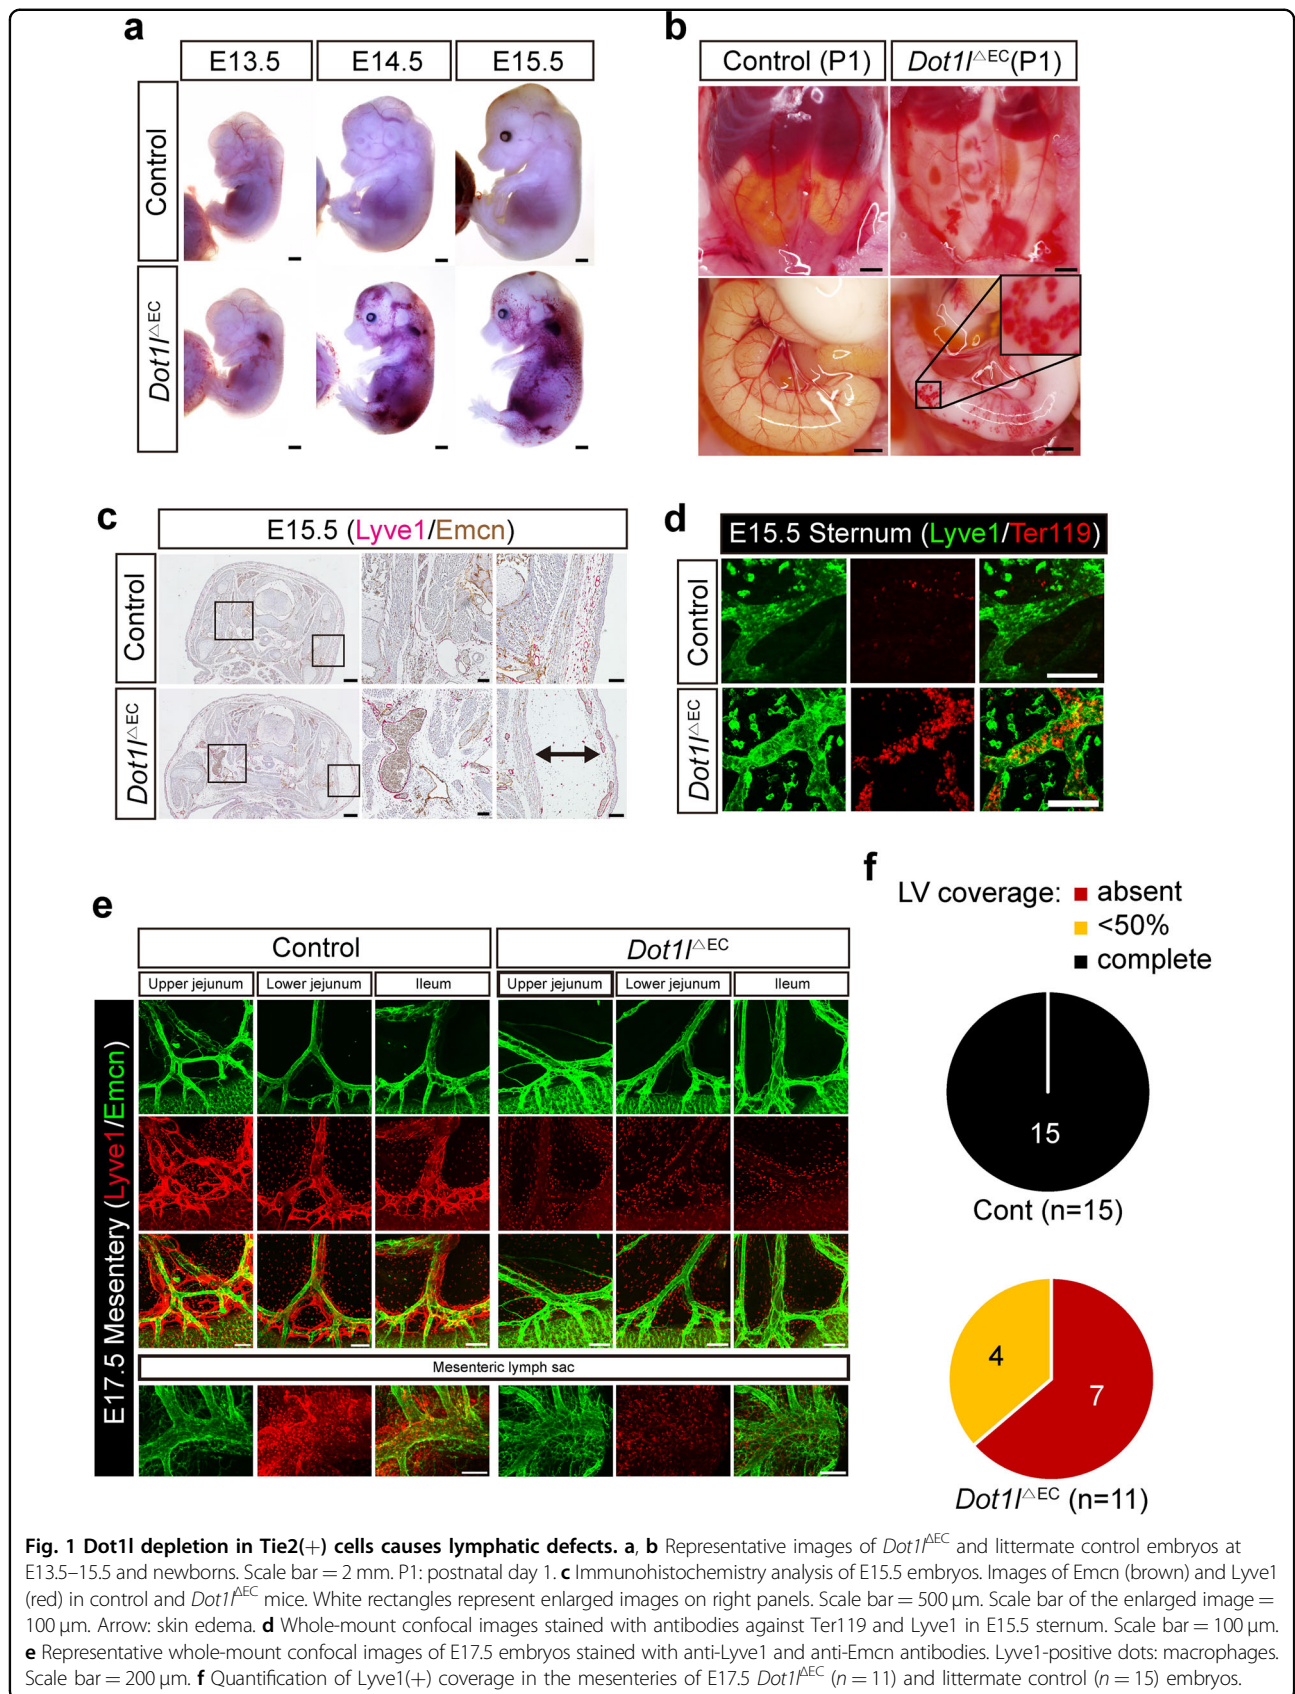 a
E13.5
E14.5
E15.5
Control
Dot1l△EC
b
Control (P1)
Dot1l△EC(P1)
c
E15.5 (Lyve1/Emcn)
Control
Dot1l△EC
d
E15.5 Sternum (Lyve1/Ter119)
Control
Dot1l△EC
e
Control
Dot1l△EC
Upper jejunum
Lower jejunum
Ileum
Upper jejunum
Lower jejunum
Ileum
E17.5 Mesentery (Lyve1/Emcn)
Mesenteric lymph sac
f
LV coverage:
absent
<50%
complete
15
Cont (n=15)
4
7
Dot1l△EC (n=11)
Fig. 1 Dot1l depletion in Tie2(+) cells causes lymphatic defects. a, b Representative images of Dot1lΔEC and littermate control embryos at
E13.5–15.5 and newborns. Scale bar = 2 mm. P1: postnatal day 1. c Immunohistochemistry analysis of E15.5 embryos. Images of Emcn (brown) and Lyve1
(red) in control and Dot1lΔEC mice. White rectangles represent enlarged images on right panels. Scale bar = 500 μm. Scale bar of the enlarged image =
100 μm. Arrow: skin edema. d Whole-mount confocal images stained with antibodies against Ter119 and Lyve1 in E15.5 sternum. Scale bar = 100 μm.
e Representative whole-mount confocal images of E17.5 embryos stained with anti-Lyve1 and anti-Emcn antibodies. Lyve1-positive dots: macrophages.
Scale bar = 200 μm. f Quantification of Lyve1(+) coverage in the mesenteries of E17.5 Dot1lΔEC (n = 11) and littermate control (n = 15) embryos.